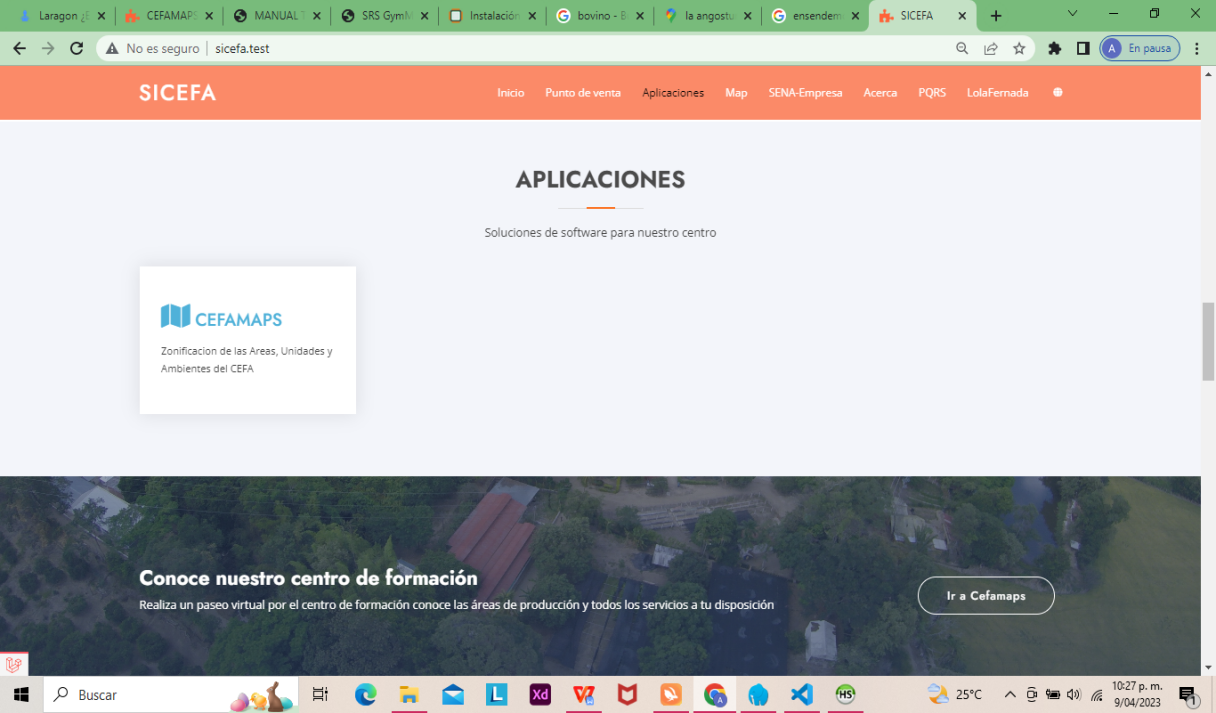 Laragon ¿E
CEFAMAPS
MANUAL T
SRS GymM
Instalación
bovino - B
la angostu
ensendem
SICEFA
No es seguro
sicefa.test
A
En pausa
SICEFA
Inicio
Punto de venta
Aplicaciones
Map
SENA-Empresa
Acerca
PQRS
LolaFernada
APLICACIONES
Soluciones de software para nuestro centro
CEFAMAPS
Zonificacion de las Areas, Unidades y
Ambientes del CEFA
Conoce nuestro centro de formación
Realiza un paseo virtual por el centro de formación conoce las áreas de producción y todos los servicios a tu disposición
Ir a Cefamaps
Buscar
L
Xd
HS
25°C
10:27 p. m.
9/04/2023
1